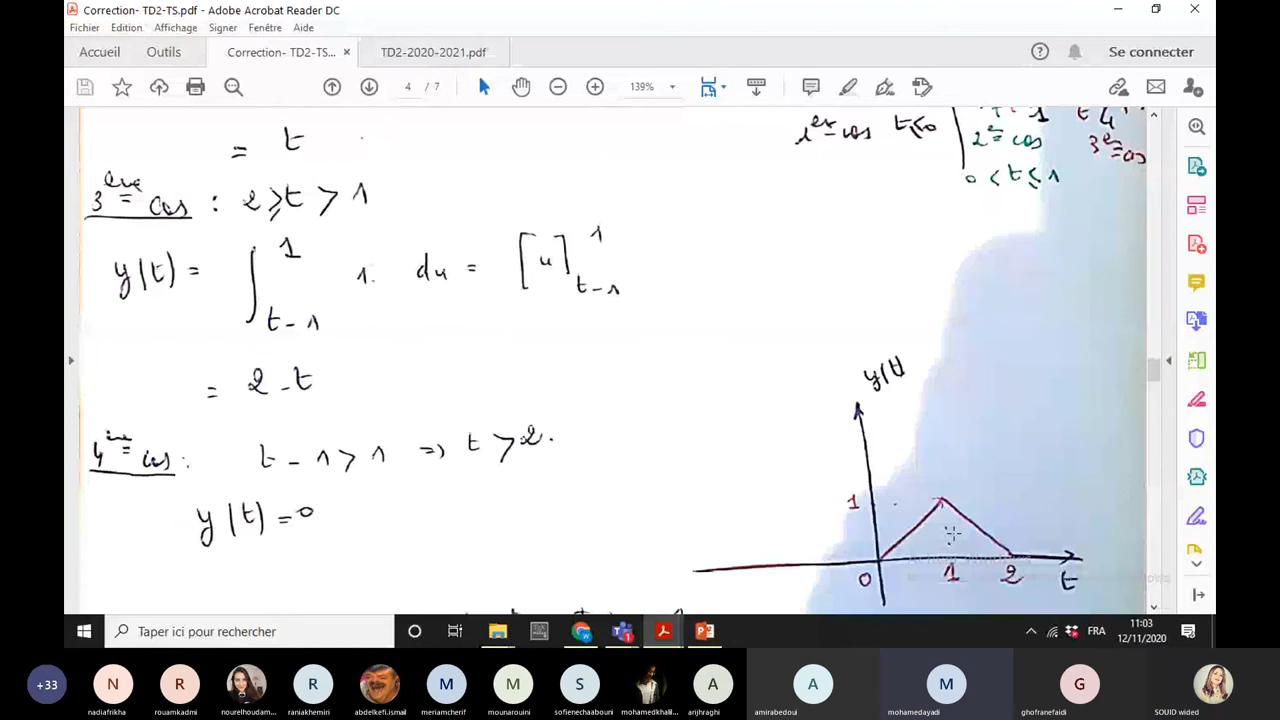 Correction- TD2-TS.pdf - Adobe Acrobat Reader DC
Fichier Edition Affichage Signer Fenêtre Aide
Accueil Outils Correction- TD2-TS... × TD2-2020-2021.pdf Se connecter
4 / 7 139%
= t
1er cas t≤0
2e cas
0 < t ≤ 1
3e cas
3ème cas : 2 ≥ t > 1
y(t) = ∫ 1 t-1 1. du = [u] 1 t-1
= 2 - t
4ème cas : t - 1 > 1 => t > 2.
y(t) = 0
y(t)
1
0 1 2 t
Taper ici pour rechercher
FRA
11:03
12/11/2020
+33 N R R M M S A A M G
nadiafrikha rouamkadmi nourelhoudam... raniakhemiri abdelkefi.ismail meriamcherif mounarouini sofienechaabouni mohamedkhalil... arijhraghi amirabedoui mohamedayadi ghofranefaidi SOUID wided